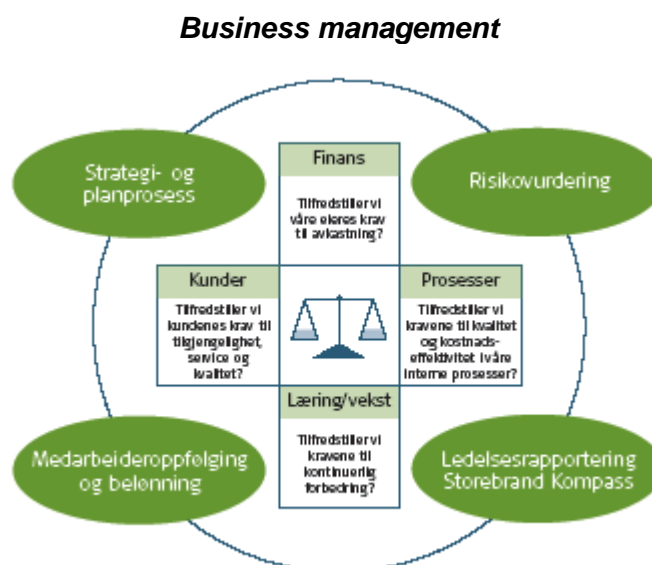 Business management
Strategi- og
planprosess
Finans
Tilfredstiller vi
våre eieres krav
til avkastning?
Risikovurdering
Kunder
Tilfredstiller vi
kundenes krav til
tilgjengelighet,
service og
kvalitet?
Prosesser
Tilfredstiller vi
kravene til kvalitet
og kostnads-
effektivitet i våre
interne prosesser?
Læring/vekst
Tilfredstiller vi
kravene til
kontinuerlig
forbedring?
Medarbeideroppfølging
og belønning
Ledelsesrapportering
Storebrand Kompass